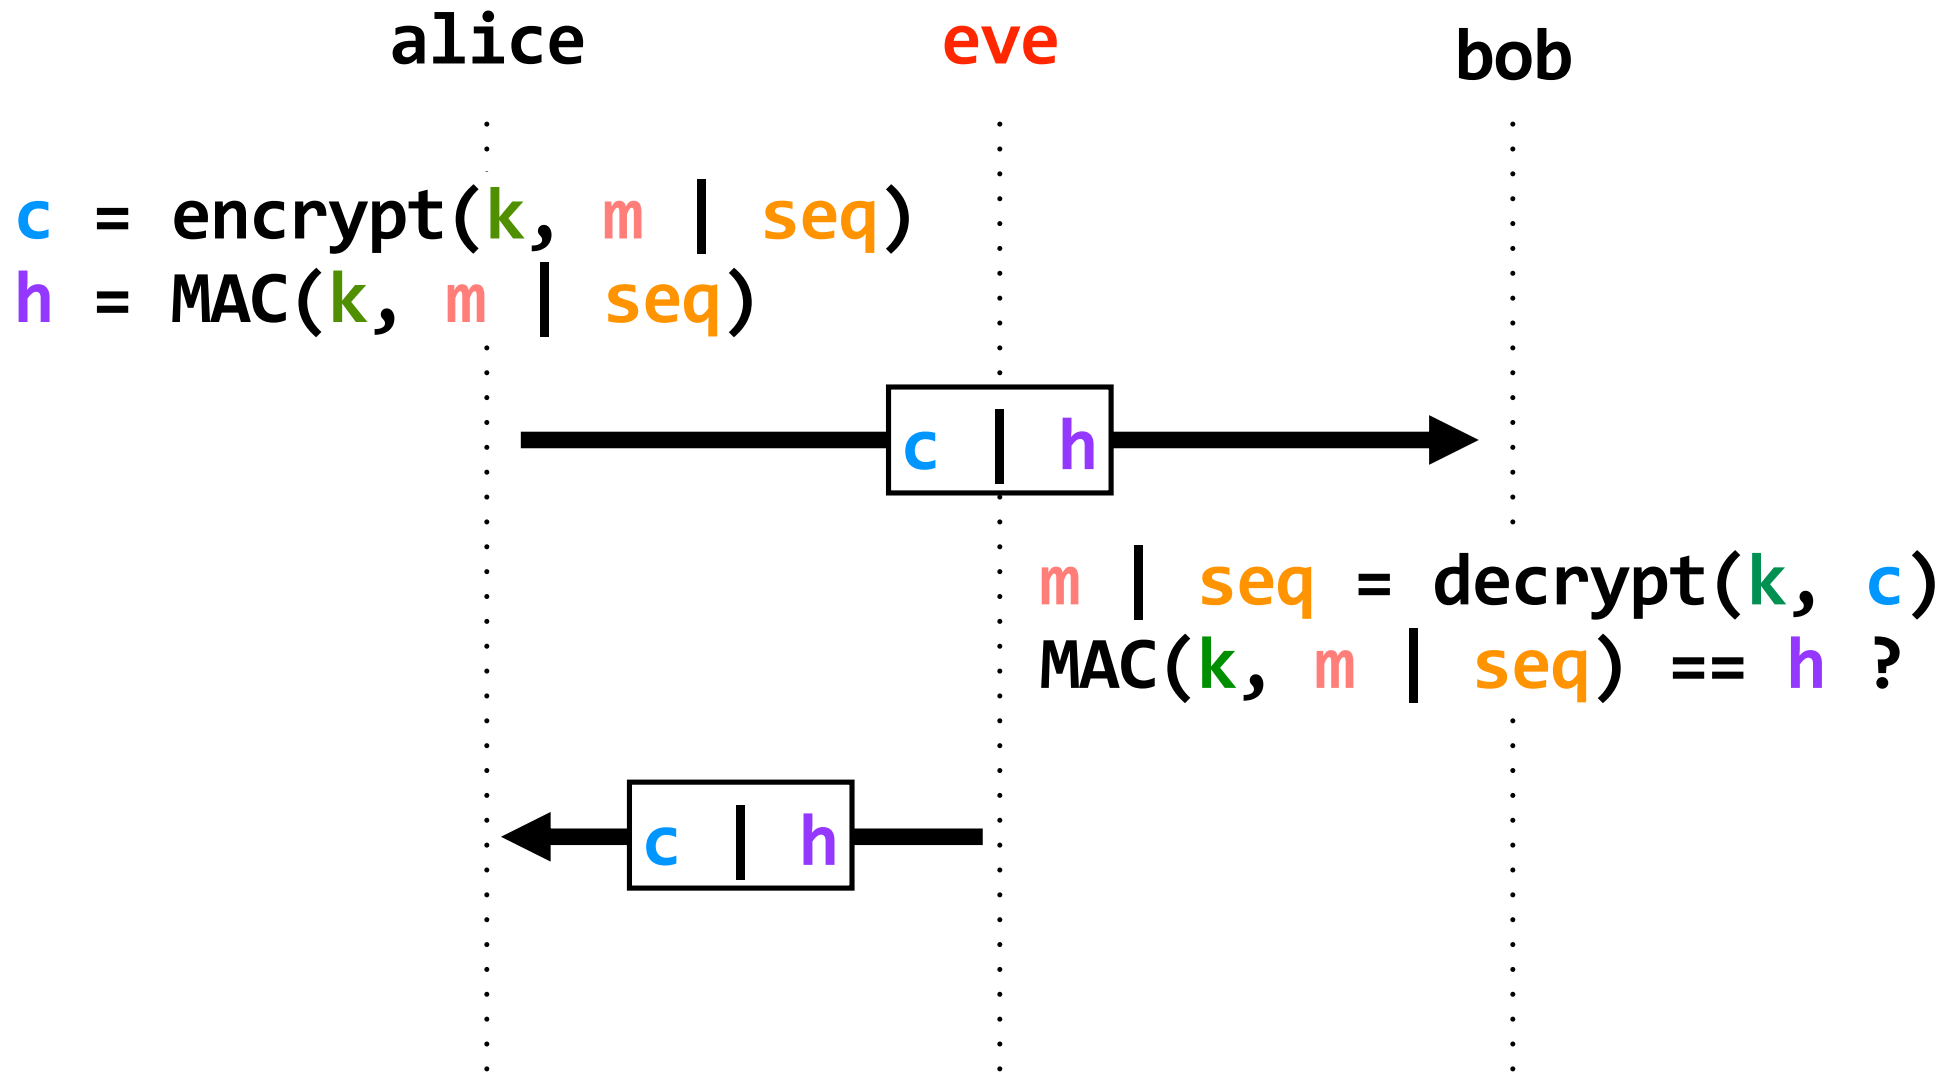 alice eve bob
c = encrypt(k, m | seq)
h = MAC(k, m | seq)
c | h
m | seq = decrypt(k, c)
MAC(k, m | seq) == h ?
c | h